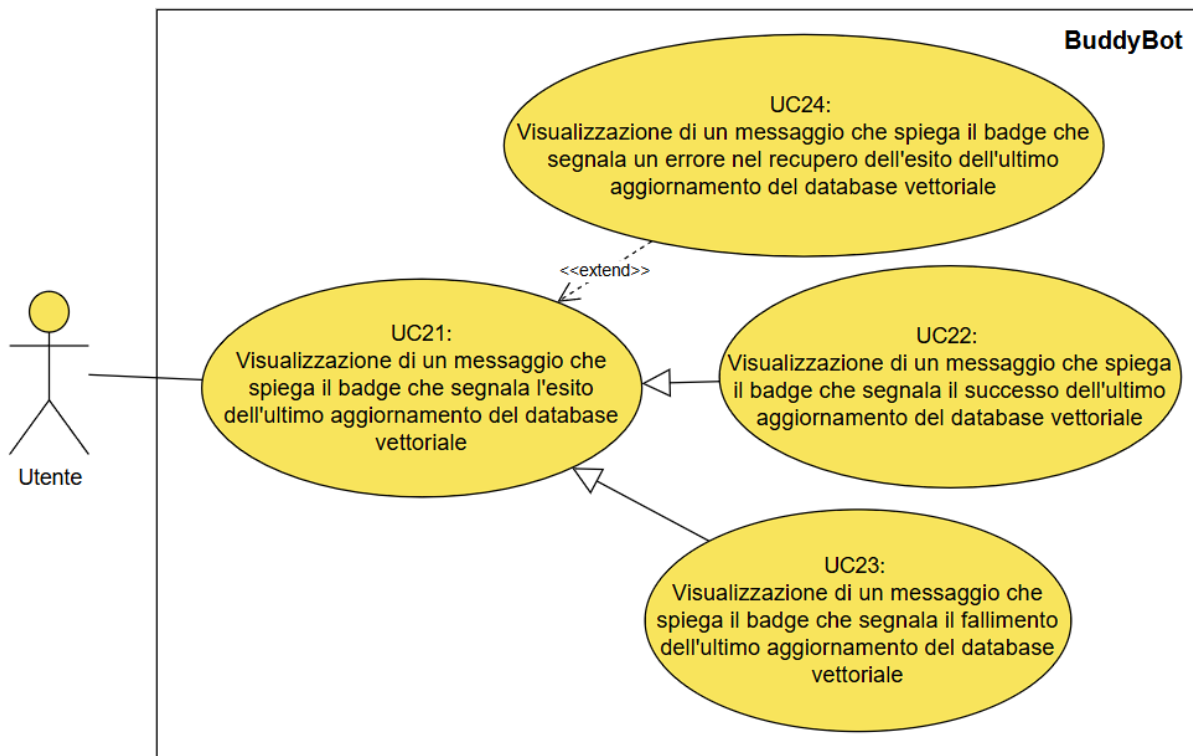 BuddyBot
UC24:
Visualizzazione di un messaggio che spiega il badge che
segnala un errore nel recupero dell'esito dell'ultimo
aggiornamento del database vettoriale
<<extend>>
UC21:
Visualizzazione di un messaggio che
spiega il badge che segnala l'esito
dell'ultimo aggiornamento del database
vettoriale
UC22:
Visualizzazione di un messaggio che spiega
il badge che segnala il successo dell'ultimo
aggiornamento del database vettoriale
Utente
UC23:
Visualizzazione di un messaggio che
spiega il badge che segnala il fallimento
dell'ultimo aggiornamento del database
vettoriale